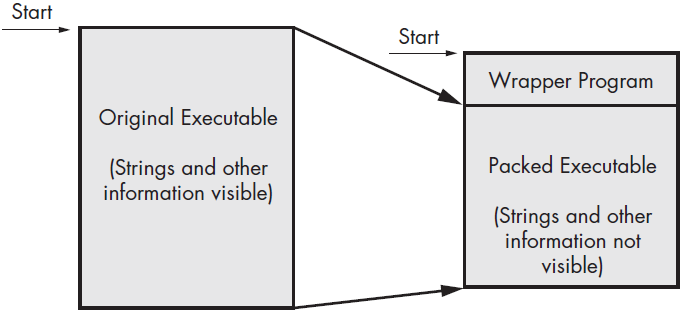 Start
Original Executable
(Strings and other
information visible)
Start
Wrapper Program
Packed Executable
(Strings and other
information not
visible)